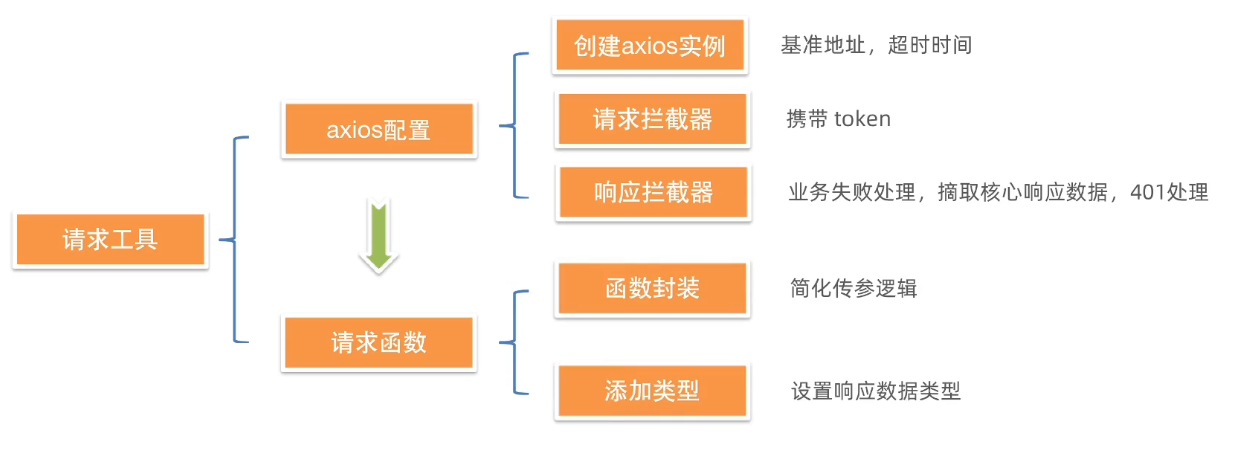 创建axios实例 基准地址，超时时间
axios配置
请求拦截器 携带 token
响应拦截器 业务失败处理，摘取核心响应数据，401处理
请求工具
函数封装 简化传参逻辑
请求函数
添加类型 设置响应数据类型